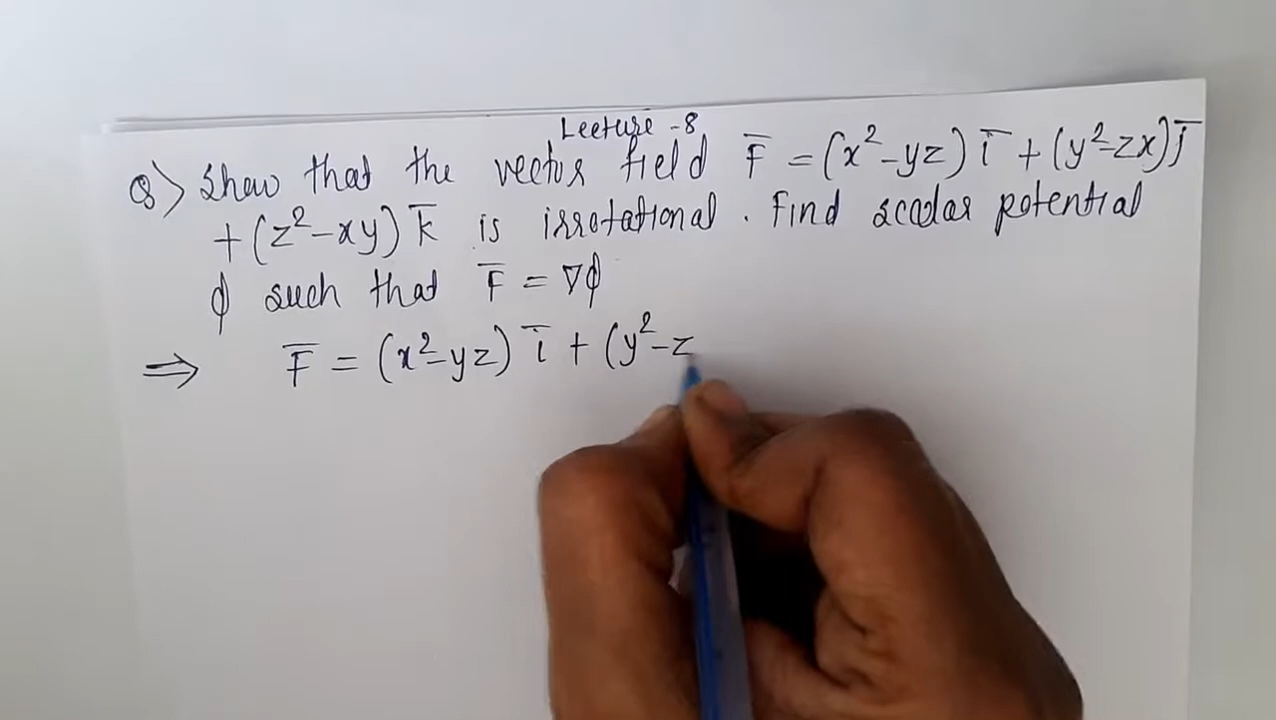 Lecture - 8
Q> Show that the vector field F̅ = (x² - yz) i̅ + (y² - zx) j̅
+ (z² - xy) k̅ is irrotational. Find scalar potential
ϕ such that F̅ = ∇ϕ
⇒ F̅ = (x² - yz) i̅ + (y² - z